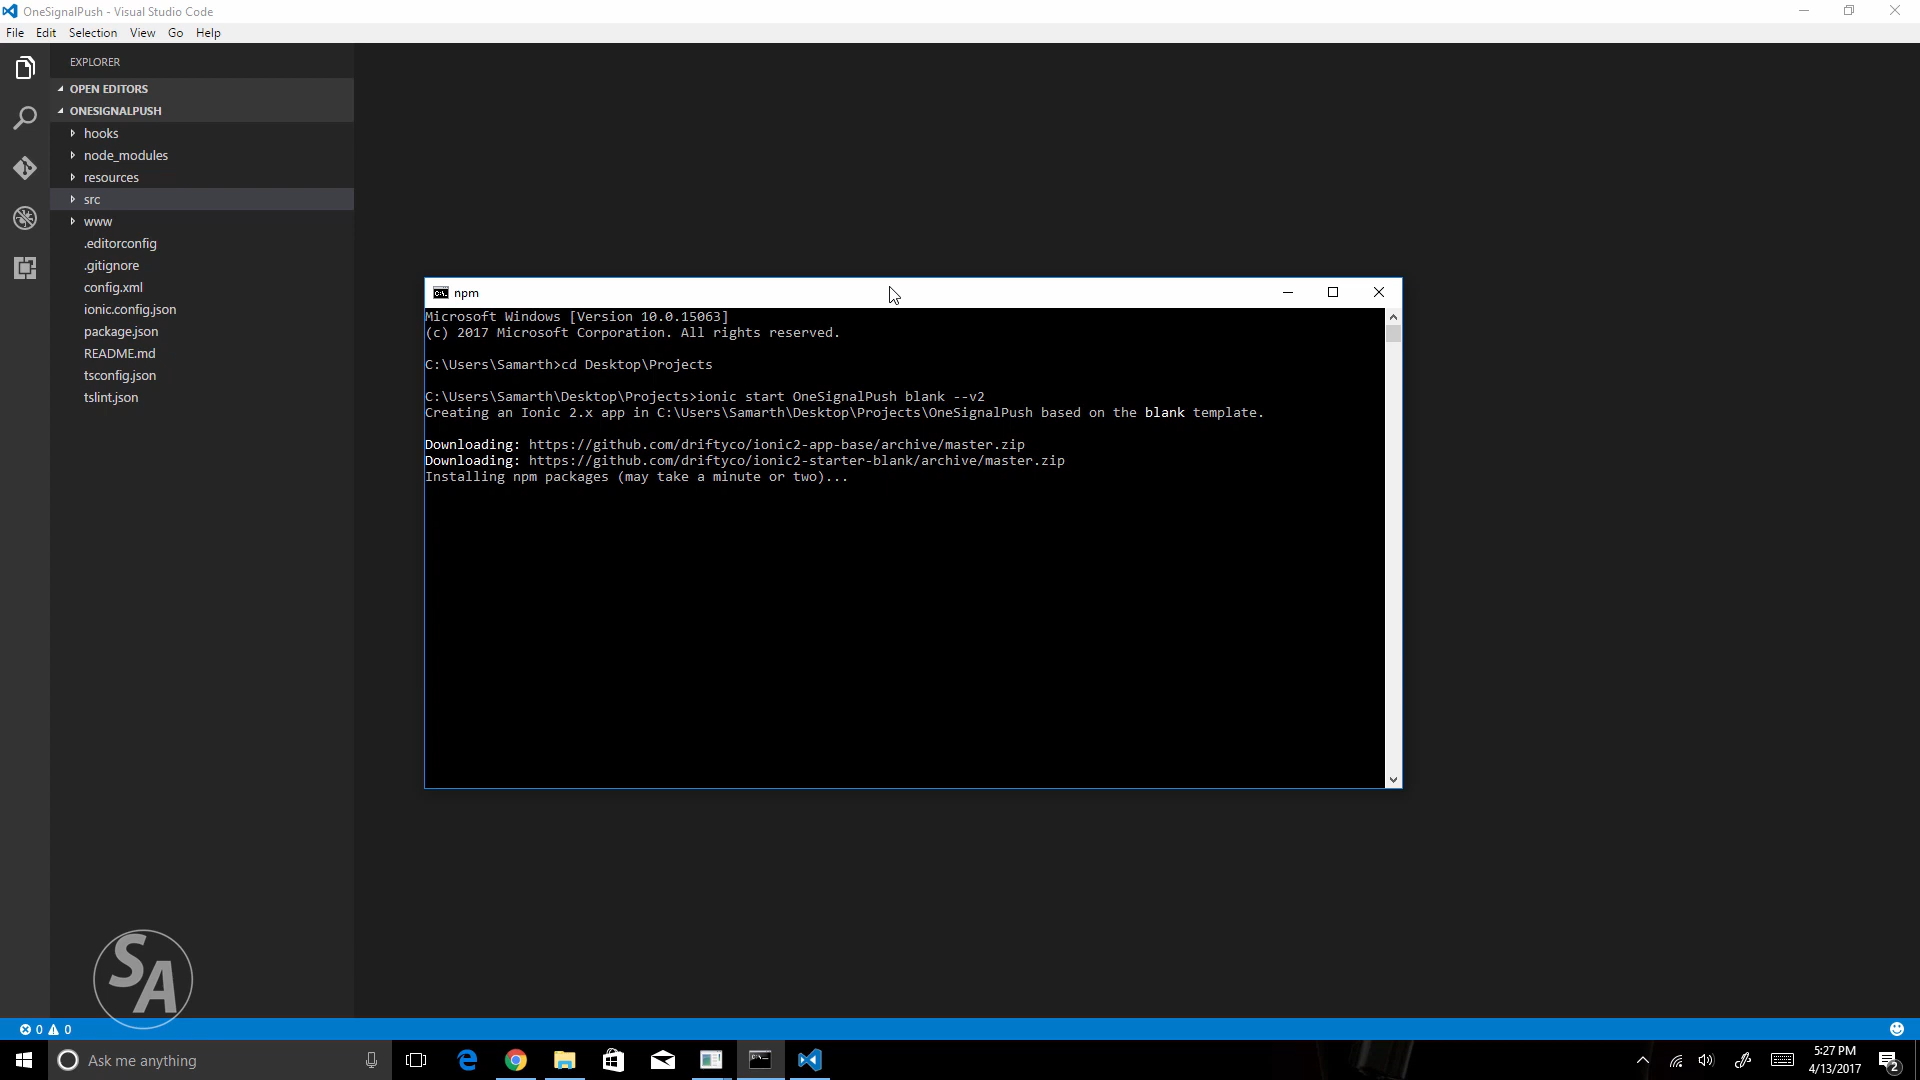 OneSignalPush - Visual Studio Code
File Edit Selection View Go Help
EXPLORER
OPEN EDITORS
ONESIGNALPUSH
hooks
node_modules
resources
src
www
.editorconfig
.gitignore
config.xml
ionic.config.json
package.json
README.md
tsconfig.json
tslint.json
npm
Microsoft Windows [Version 10.0.15063]
(c) 2017 Microsoft Corporation. All rights reserved.
C:\Users\Samarth>cd Desktop\Projects
C:\Users\Samarth\Desktop\Projects>ionic start OneSignalPush blank --v2
Creating an Ionic 2.x app in C:\Users\Samarth\Desktop\Projects\OneSignalPush based on the blank template.
Downloading: https://github.com/driftyco/ionic2-app-base/archive/master.zip
Downloading: https://github.com/driftyco/ionic2-starter-blank/archive/master.zip
Installing npm packages (may take a minute or two)...
SA
0 0
Ask me anything
5:27 PM
4/13/2017
2